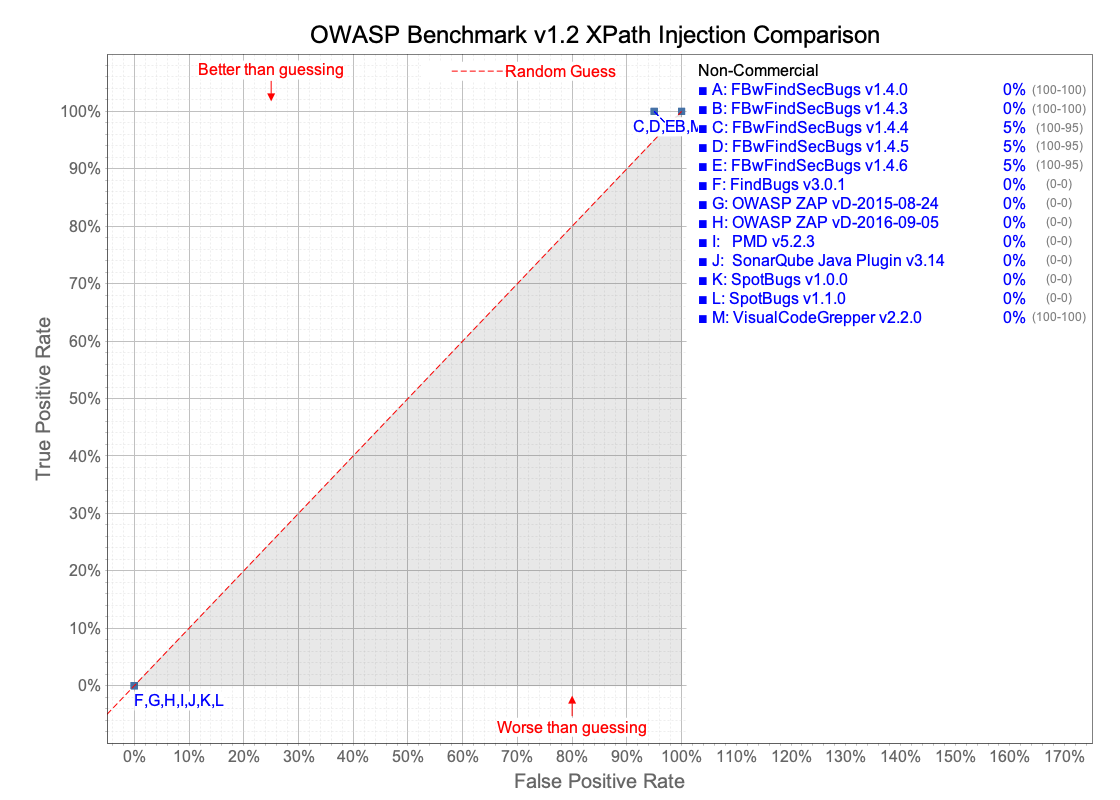 OWASP Benchmark v1.2 XPath Injection Comparison
Better than guessing
Random Guess
Non-Commercial
A: FBwFindSecBugs v1.4.0 0% (100-100)
B: FBwFindSecBugs v1.4.3 0% (100-100)
C: FBwFindSecBugs v1.4.4 5% (100-95)
D: FBwFindSecBugs v1.4.5 5% (100-95)
E: FBwFindSecBugs v1.4.6 5% (100-95)
F: FindBugs v3.0.1 0% (0-0)
G: OWASP ZAP vD-2015-08-24 0% (0-0)
H: OWASP ZAP vD-2016-09-05 0% (0-0)
I: PMD v5.2.3 0% (0-0)
J: SonarQube Java Plugin v3.14 0% (0-0)
K: SpotBugs v1.0.0 0% (0-0)
L: SpotBugs v1.1.0 0% (0-0)
M: VisualCodeGrepper v2.2.0 0% (100-100)
True Positive Rate
100%
C,D,EB,M
90%
80%
70%
60%
50%
40%
30%
20%
10%
0%
F,G,H,I,J,K,L
Worse than guessing
0% 10% 20% 30% 40% 50% 60% 70% 80% 90% 100% 110% 120% 130% 140% 150% 160% 170%
False Positive Rate